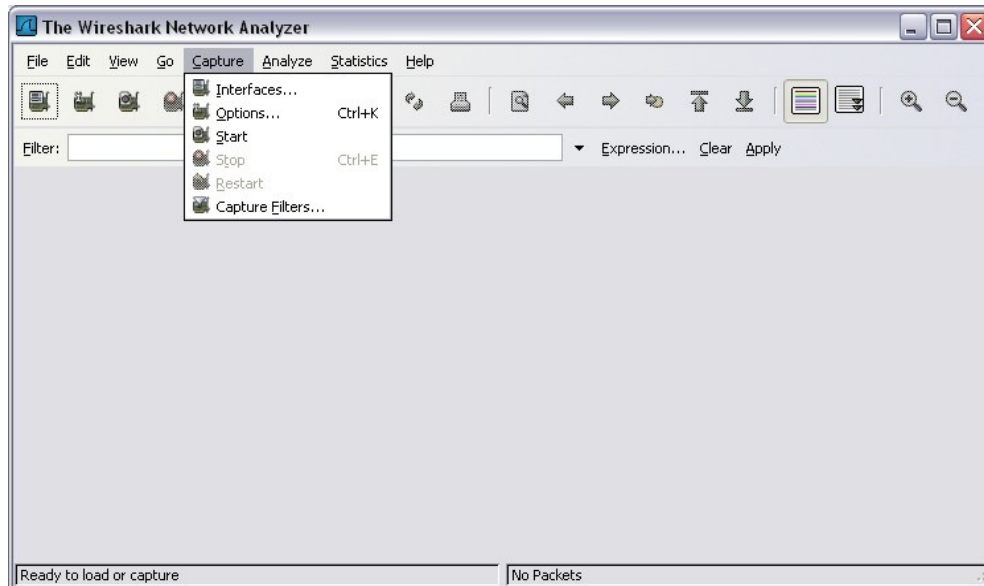 The Wireshark Network Analyzer
File Edit View Go Capture Analyze Statistics Help
Interfaces...
Options... Ctrl+K
Start
Stop Ctrl+E
Restart
Capture Filters...
Filter: Expression... Clear Apply
Ready to load or capture No Packets